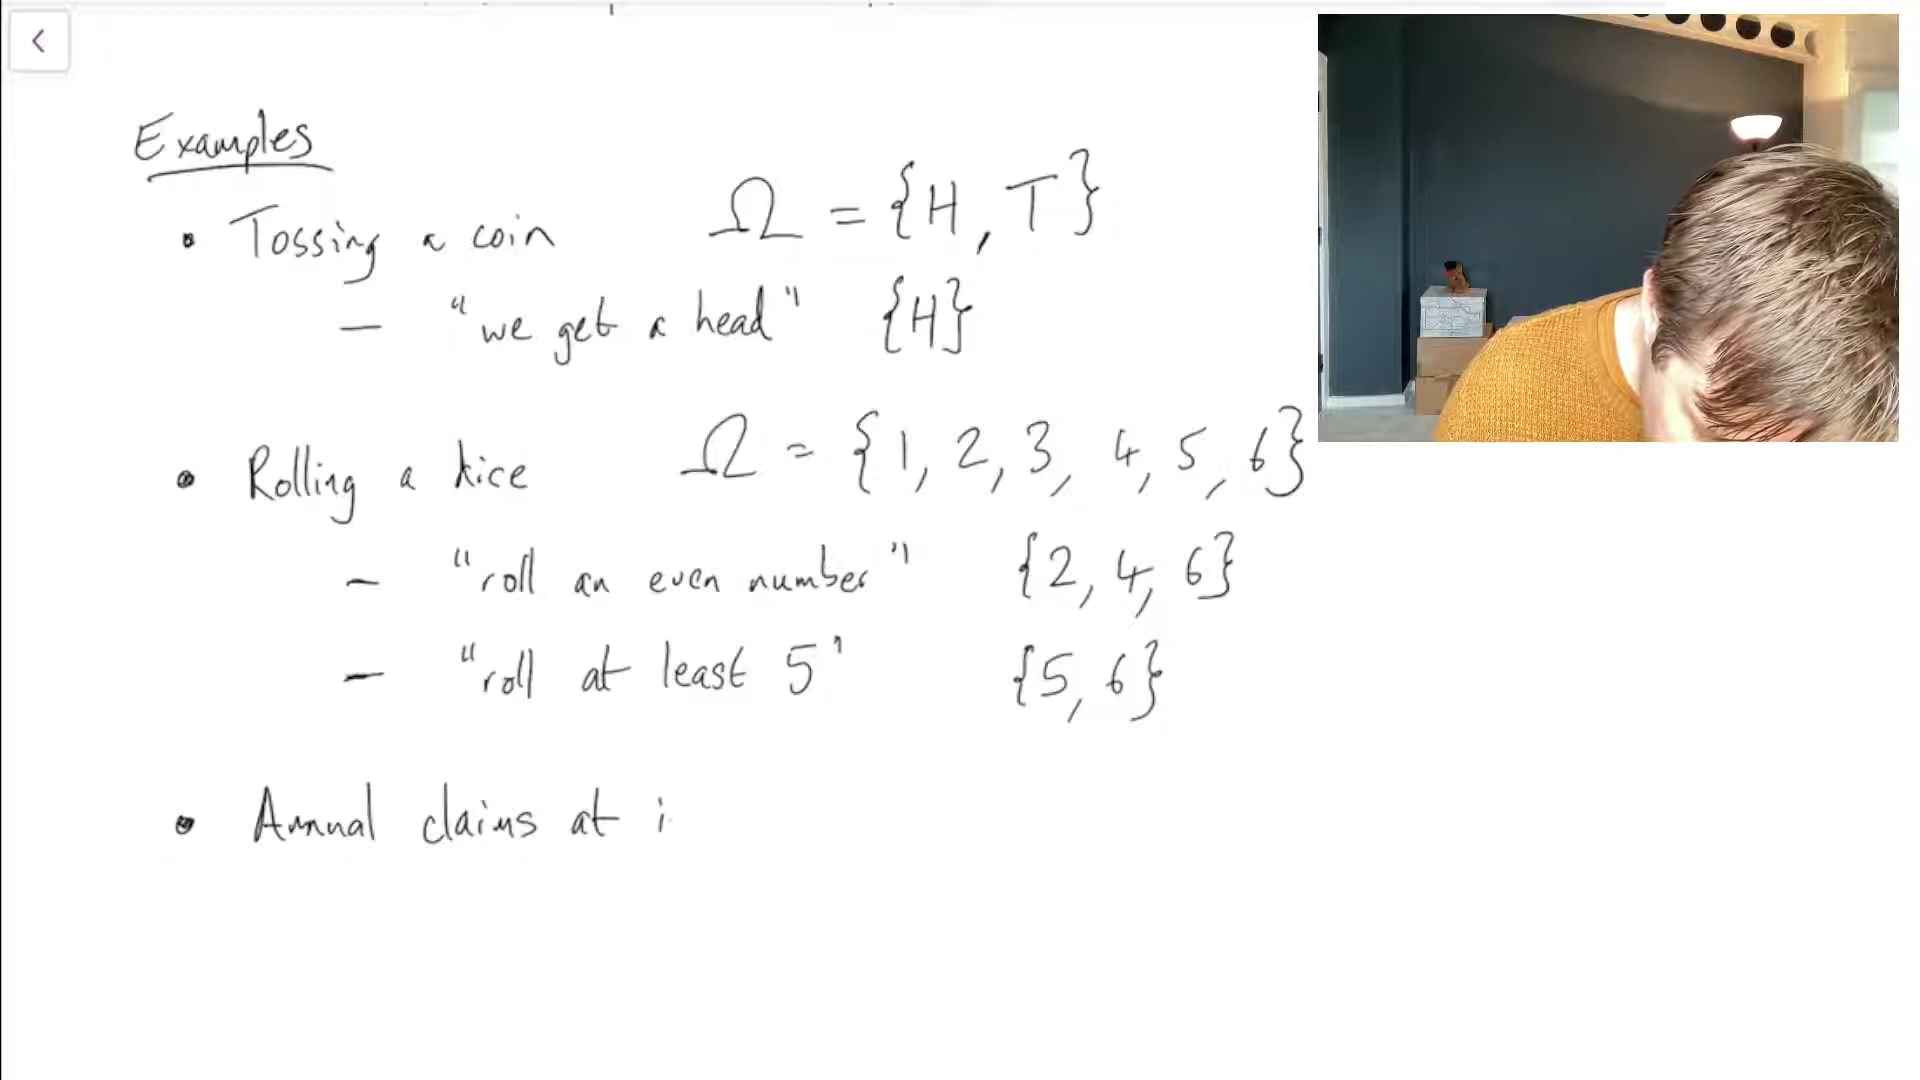 Examples
• Tossing a coin Ω = {H, T}
— "we get a head" {H}
• Rolling a dice Ω = {1, 2, 3, 4, 5, 6}
— "roll an even number" {2, 4, 6}
— "roll at least 5" {5, 6}
• Annual claims at i